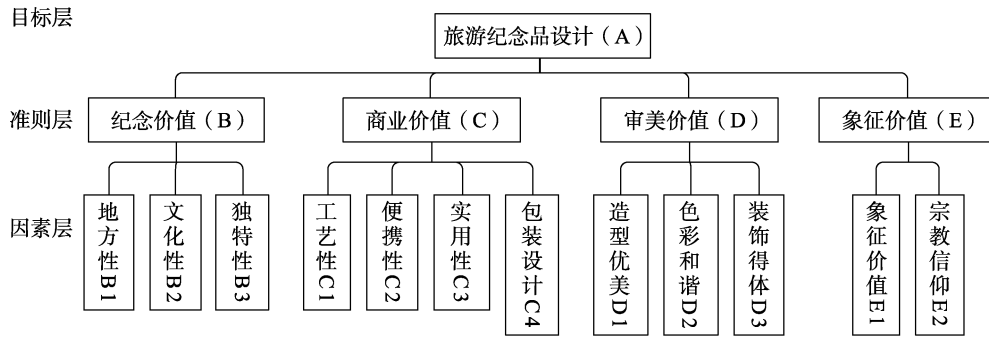 目标层
旅游纪念品设计（A）
准则层
纪念价值（B）
商业价值（C）
审美价值（D）
象征价值（E）
因素层
地方性B1
文化性B2
独特性B3
工艺性C1
便携性C2
实用性C3
包装设计C4
造型优美D1
色彩和谐D2
装饰得体D3
象征价值E1
宗教信仰E2